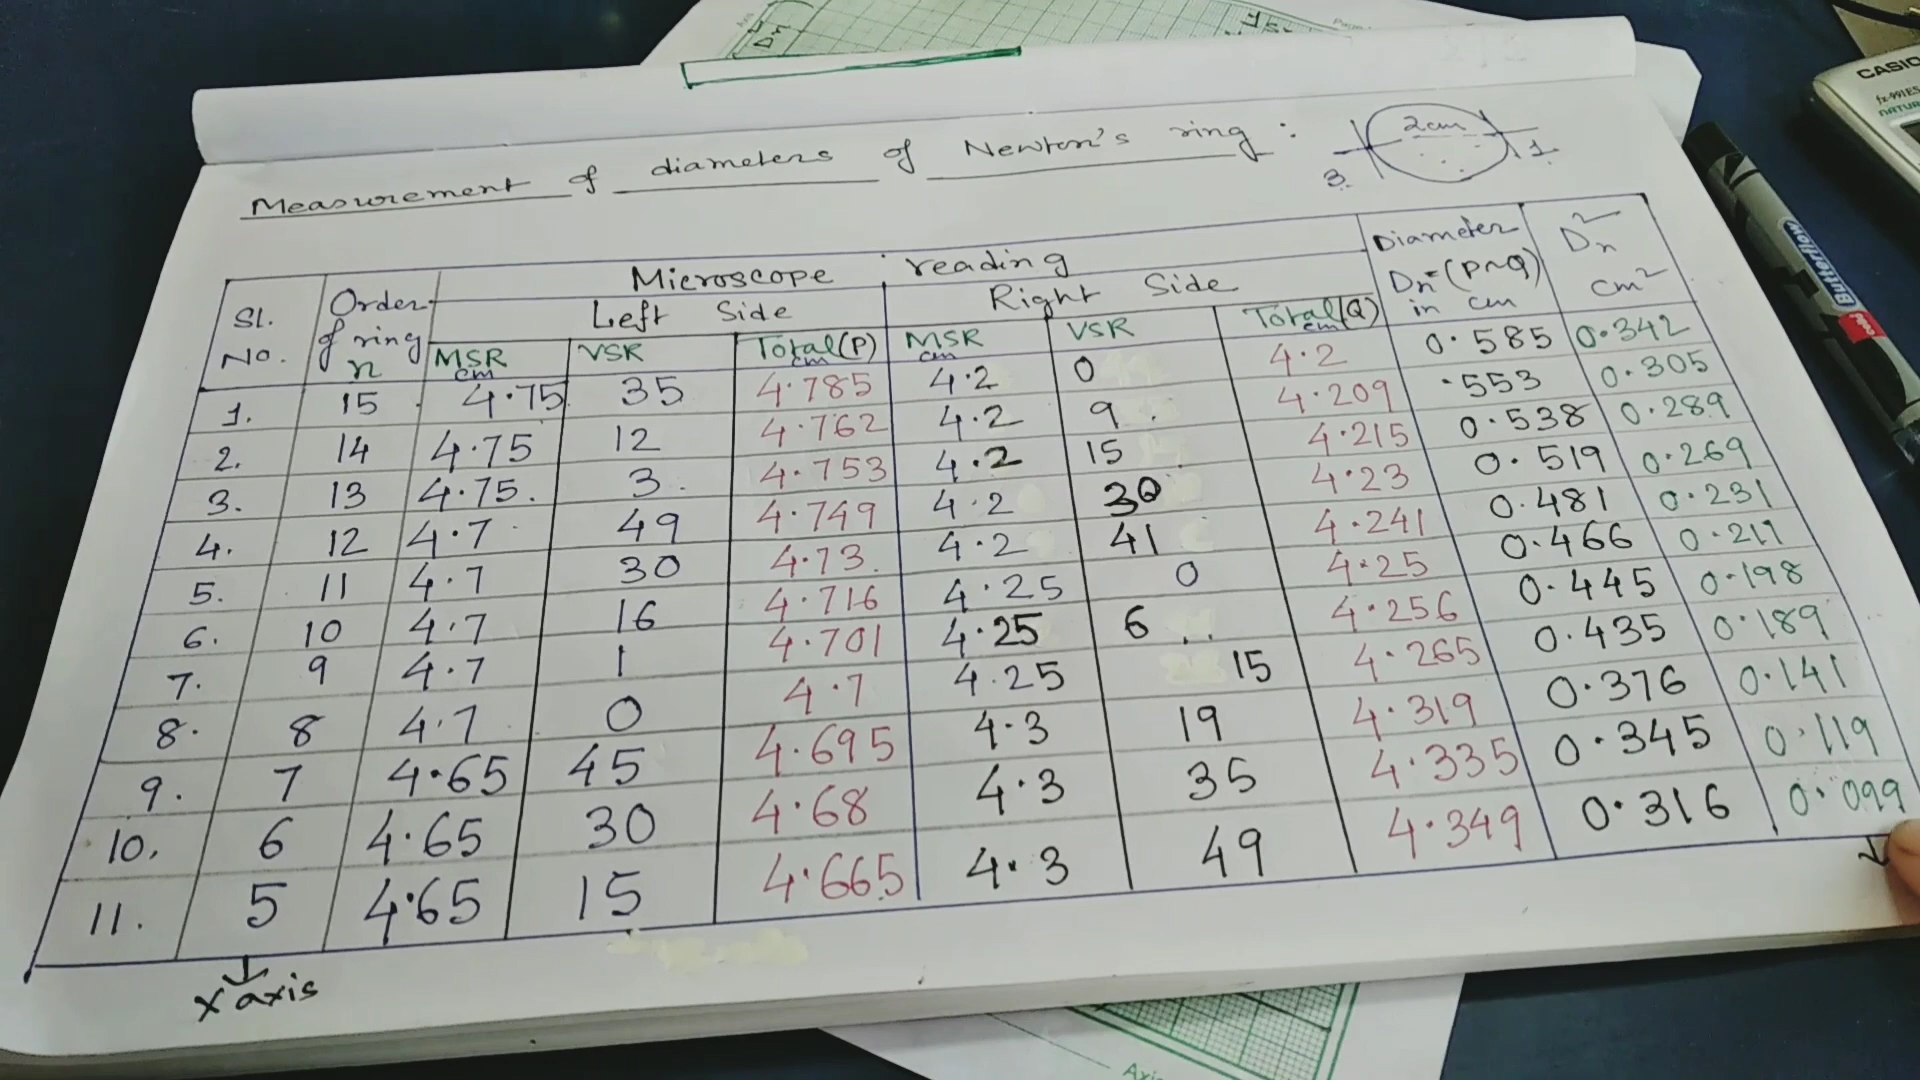 Measurement of diameters of Newton's ring :
2cm
3.
1.
Sl. No.
Order of ring n
Microscope reading
Left Side
Right Side
MSR cm
VSR
Total (P) cm
MSR cm
VSR
Total (Q) cm
Diameter Dn = (P~Q) in cm
Dn² cm²
1. 15 4.75 35 4.785 4.2 0 4.2 0.585 0.342
2. 14 4.75 12 4.762 4.2 9 4.209 .553 0.305
3. 13 4.75 3 4.753 4.2 15 4.215 0.538 0.289
4. 12 4.7 49 4.749 4.2 30 4.23 0.519 0.269
5. 11 4.7 30 4.73 4.2 41 4.241 0.481 0.231
6. 10 4.7 16 4.716 4.25 0 4.25 0.466 0.217
7. 9 4.7 1 4.701 4.25 6 4.256 0.445 0.198
8. 8 4.7 0 4.7 4.25 15 4.265 0.435 0.189
9. 7 4.65 45 4.695 4.3 19 4.319 0.376 0.141
10. 6 4.65 30 4.68 4.3 35 4.335 0.345 0.119
11. 5 4.65 15 4.665 4.3 49 4.349 0.316 0.099
X axis
CASIO
fx-991ES
Butterflow
cello